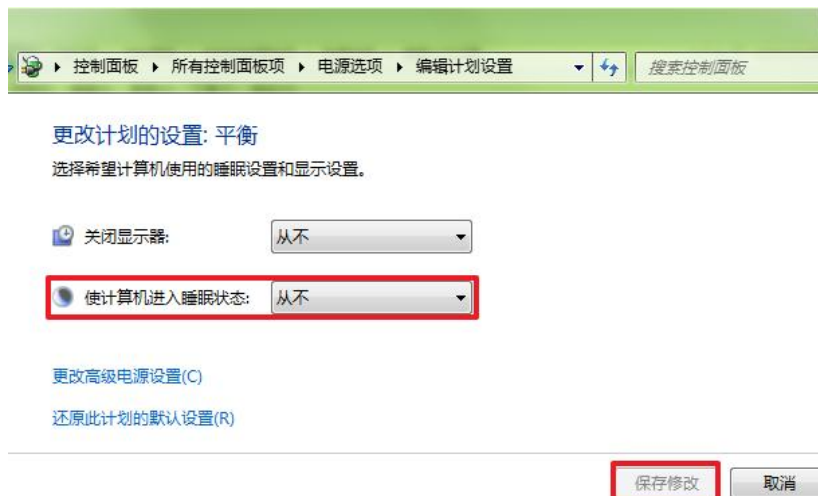 控制面板 所有控制面板项 电源选项 编辑计划设置 搜索控制面板
更改计划的设置: 平衡
选择希望计算机使用的睡眠设置和显示设置。
关闭显示器: 从不
使计算机进入睡眠状态: 从不
更改高级电源设置(C)
还原此计划的默认设置(R)
保存修改 取消